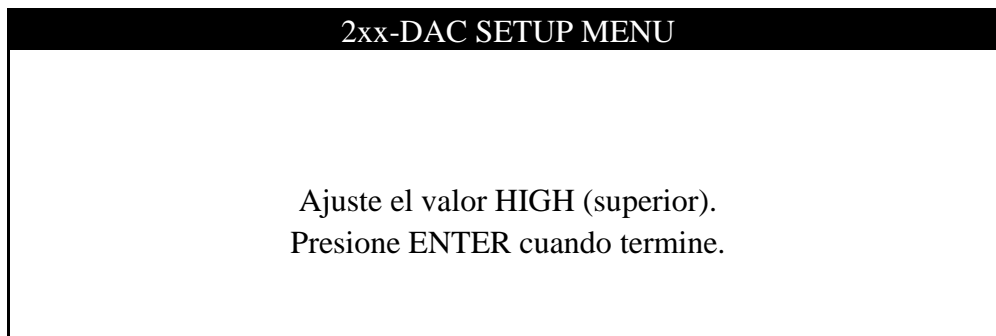 2xx-DAC SETUP MENU
Ajuste el valor HIGH (superior).
Presione ENTER cuando termine.